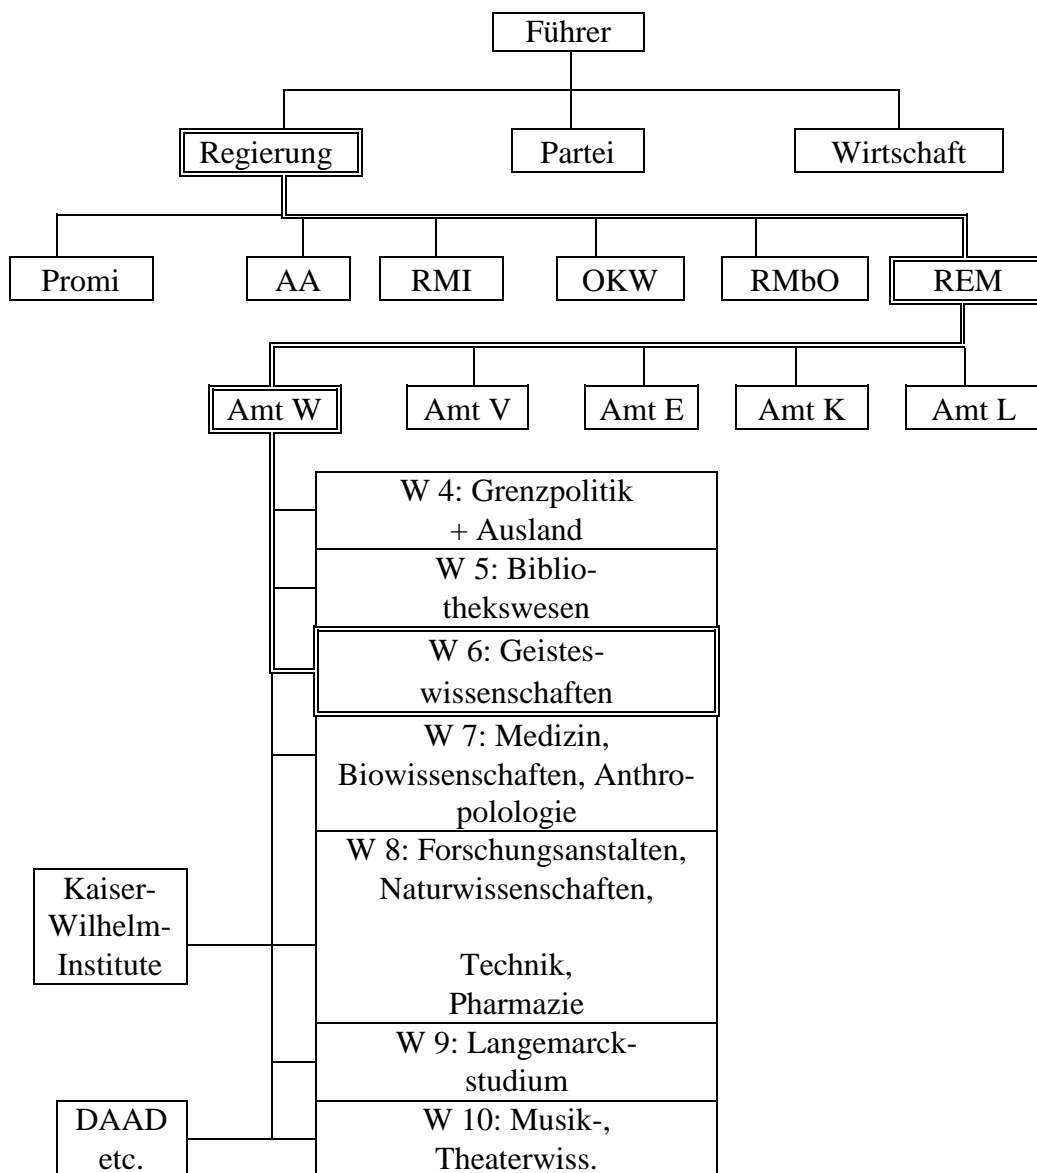 Führer
Regierung
Partei
Wirtschaft
Promi
AA
RMI
OKW
RMbO
REM
Amt W
Amt V
Amt E
Amt K
Amt L
W 4: Grenzpolitik
+ Ausland
W 5: Biblio-
thekswesen
W 6: Geistes-
wissenschaften
W 7: Medizin,
Biowissenschaften, Anthro-
polologie
W 8: Forschungsanstalten,
Naturwissenschaften,
Technik,
Pharmazie
Kaiser-
Wilhelm-
Institute
W 9: Langemarck-
studium
DAAD
etc.
W 10: Musik-,
Theaterwiss.